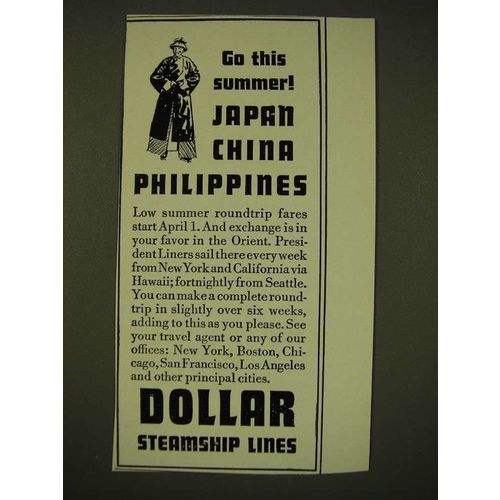 Go this
summer!
JAPAN
CHINA
PHILIPPINES
Low summer roundtrip fares
start April 1. And exchange is in
your favor in the Orient. Presi-
dent Liners sail there every week
from New York and California via
Hawaii; fortnightly from Seattle.
You can make a complete round-
trip in slightly over six weeks,
adding to this as you please. See
your travel agent or any of our
offices: New York, Boston, Chi-
cago, San Francisco, Los Angeles
and other principal cities.
DOLLAR
STEAMSHIP LINES